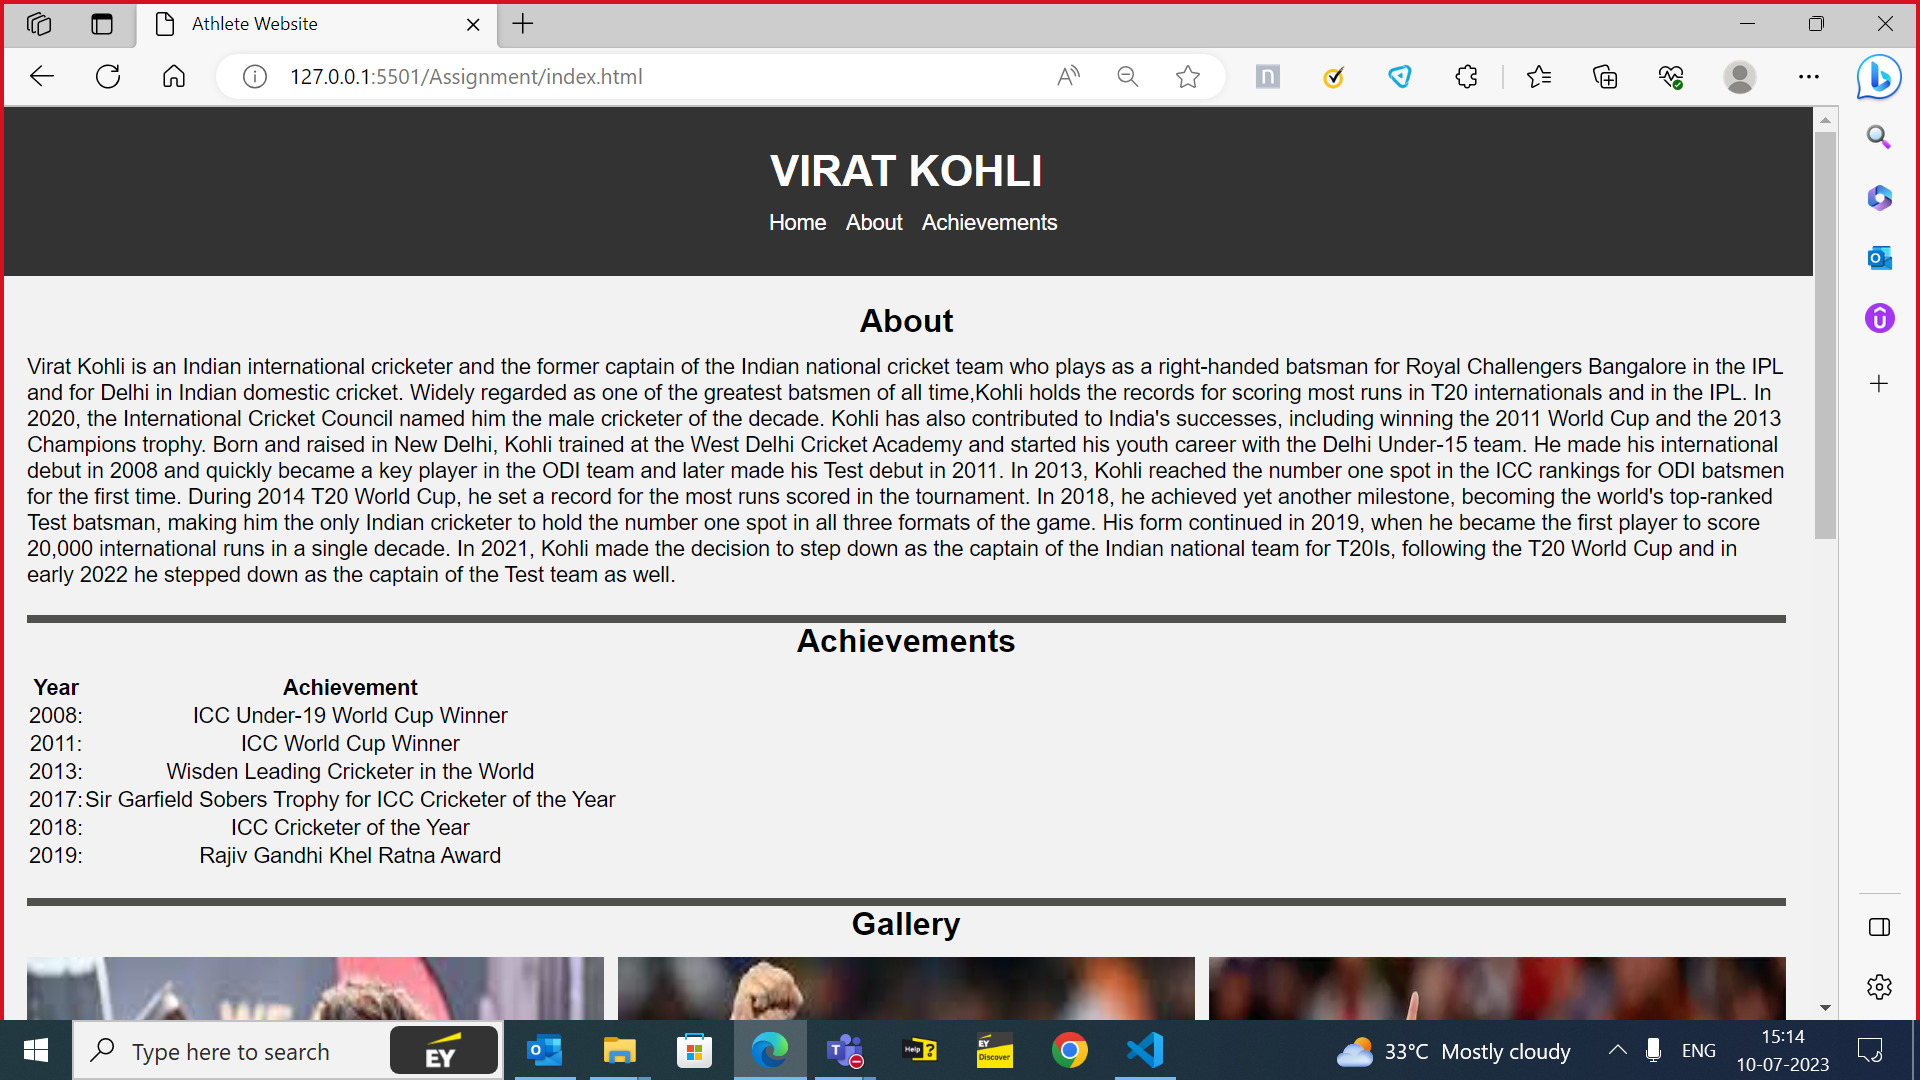 Athlete Website
127.0.0.1:5501/Assignment/index.html
VIRAT KOHLI
Home About Achievements
About
Virat Kohli is an Indian international cricketer and the former captain of the Indian national cricket team who plays as a right-handed batsman for Royal Challengers Bangalore in the IPL
and for Delhi in Indian domestic cricket. Widely regarded as one of the greatest batsmen of all time,Kohli holds the records for scoring most runs in T20 internationals and in the IPL. In
2020, the International Cricket Council named him the male cricketer of the decade. Kohli has also contributed to India's successes, including winning the 2011 World Cup and the 2013
Champions trophy. Born and raised in New Delhi, Kohli trained at the West Delhi Cricket Academy and started his youth career with the Delhi Under-15 team. He made his international
debut in 2008 and quickly became a key player in the ODI team and later made his Test debut in 2011. In 2013, Kohli reached the number one spot in the ICC rankings for ODI batsmen
for the first time. During 2014 T20 World Cup, he set a record for the most runs scored in the tournament. In 2018, he achieved yet another milestone, becoming the world's top-ranked
Test batsman, making him the only Indian cricketer to hold the number one spot in all three formats of the game. His form continued in 2019, when he became the first player to score
20,000 international runs in a single decade. In 2021, Kohli made the decision to step down as the captain of the Indian national team for T20Is, following the T20 World Cup and in
early 2022 he stepped down as the captain of the Test team as well.
Achievements
Year Achievement
2008: ICC Under-19 World Cup Winner
2011: ICC World Cup Winner
2013: Wisden Leading Cricketer in the World
2017: Sir Garfield Sobers Trophy for ICC Cricketer of the Year
2018: ICC Cricketer of the Year
2019: Rajiv Gandhi Khel Ratna Award
Gallery
WE
Type here to search
EY
Help ?
EY Discover
33°C Mostly cloudy
ENG
15:14
10-07-2023